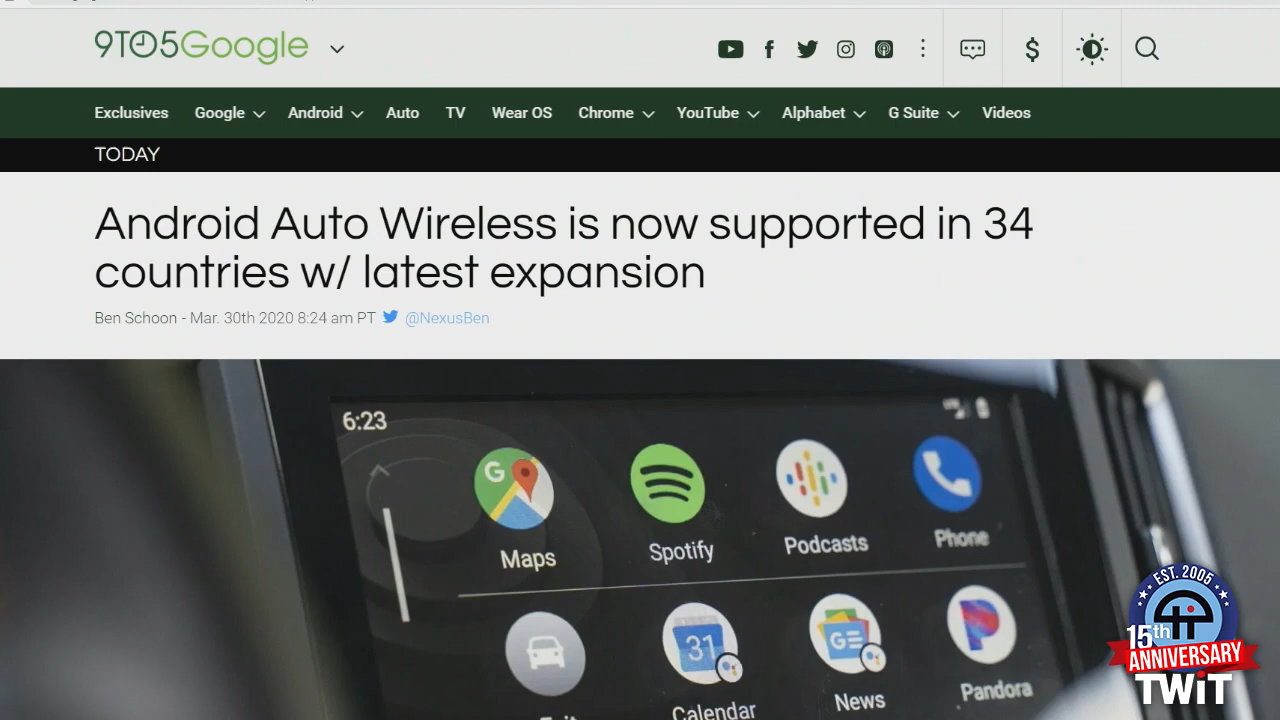 9TO5Google
Exclusives Google Android Auto TV Wear OS Chrome YouTube Alphabet G Suite Videos
TODAY
Android Auto Wireless is now supported in 34
countries w/ latest expansion
Ben Schoon - Mar. 30th 2020 8:24 am PT @NexusBen
6:23
Maps Spotify Podcasts Phone
31
Calendar News Pandora
EST. 2005
15th
ANNIVERSARY
TWiT